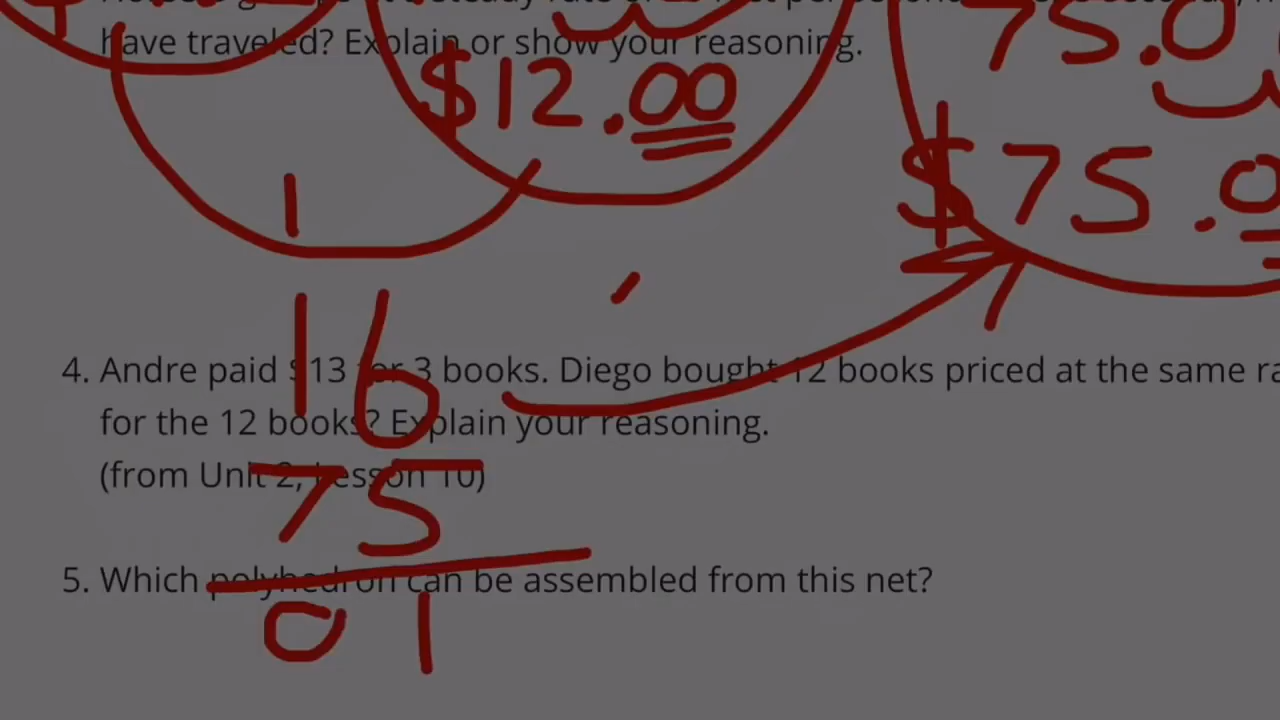 have traveled? Explain or show your reasoning.
$12.00
75.0
$75.0
1
16
4. Andre paid $13 for 3 books. Diego bought 12 books priced at the same
for the 12 books? Explain your reasoning.
(from Unit 2, Lesson 10)
75
5. Which polyhedron can be assembled from this net?
01